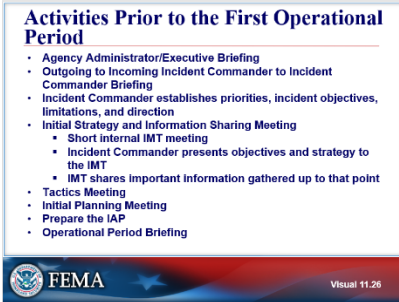 Activities Prior to the First Operational
Period
• Agency Administrator/Executive Briefing
• Outgoing to Incoming Incident Commander to Incident
Commander Briefing
• Incident Commander establishes priorities, incident objectives,
limitations, and direction
• Initial Strategy and Information Sharing Meeting
▪ Short internal IMT meeting
▪ Incident Commander presents objectives and strategy to
the IMT
▪ IMT shares important information gathered up to that point
• Tactics Meeting
• Initial Planning Meeting
• Prepare the IAP
• Operational Period Briefing
FEMA
Visual 11.26